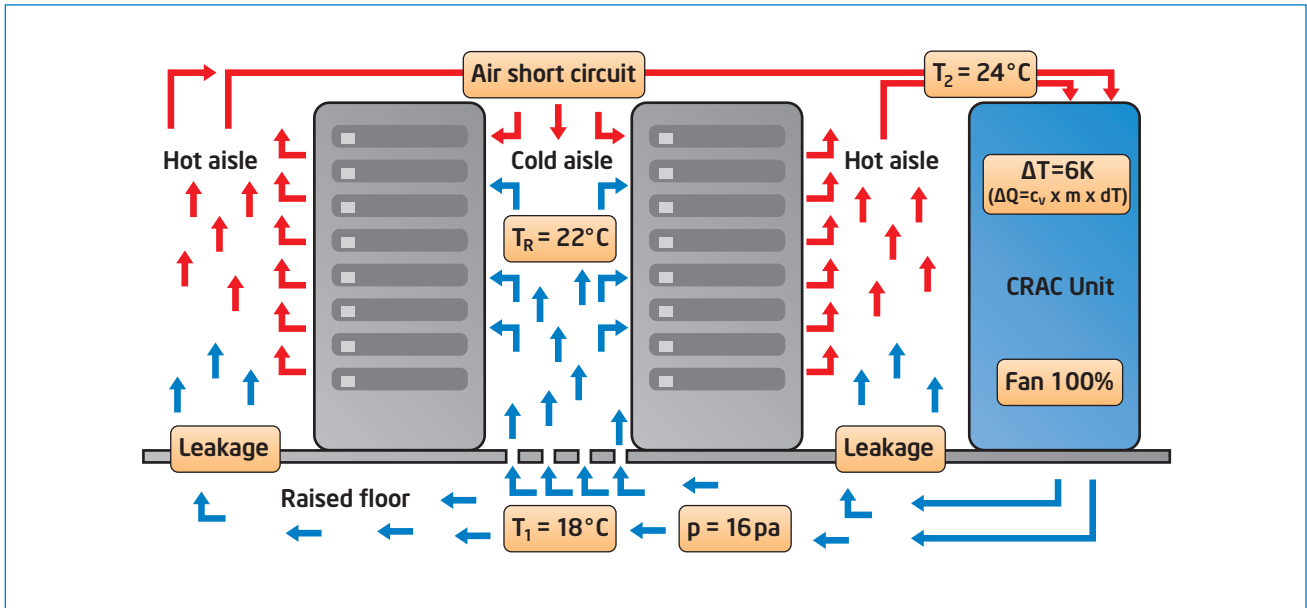 Air short circuit
T₂ = 24°C
Hot aisle
Cold aisle
Hot aisle
ΔT=6K
(ΔQ=cᵥ x m x dT)
T_R = 22°C
CRAC Unit
Fan 100%
Leakage
Leakage
Raised floor
T₁ = 18°C
p = 16 pa